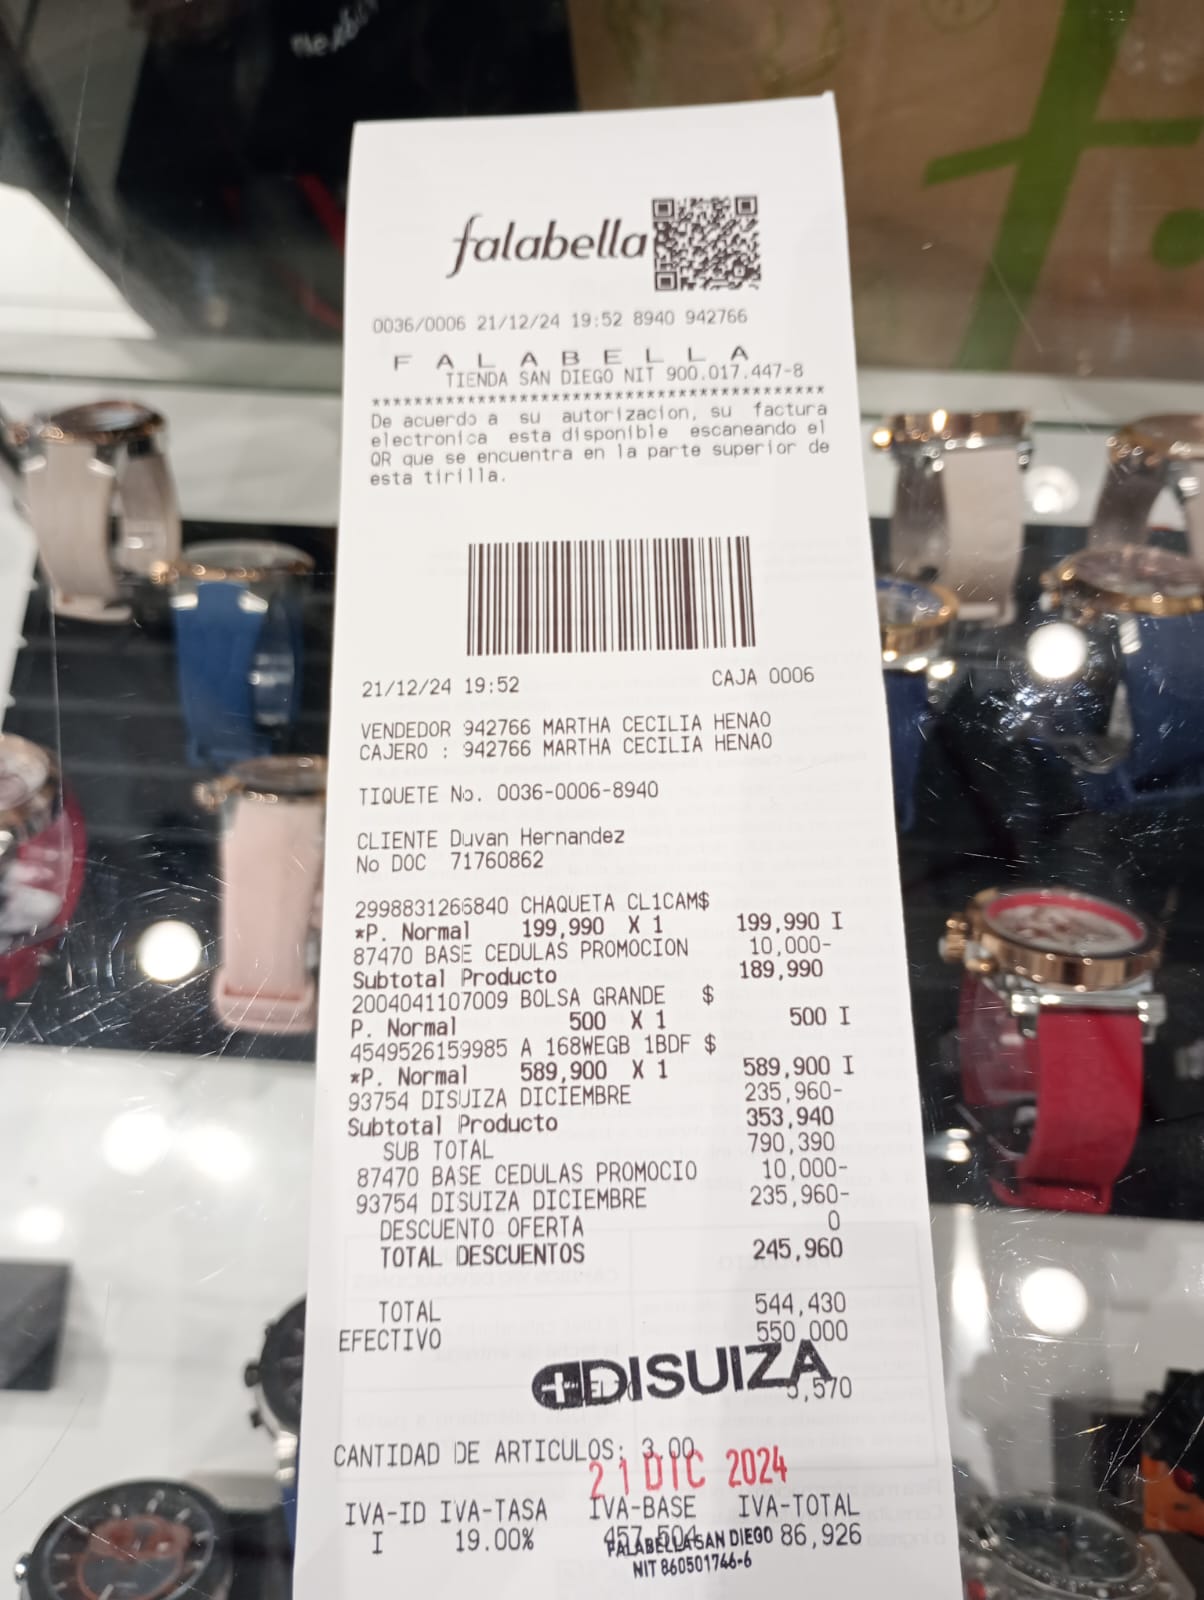 falabella
0036/0006 21/12/24 19:52 8940 942766
F A L A B E L L A
TIENDA SAN DIEGO NIT 900.017.447-8
******************************************
De acuerdo a su autorizacion, su factura
electronica esta disponible escaneando el
QR que se encuentra en la parte superior de
esta tirilla.
21/12/24 19:52 CAJA 0006
VENDEDOR 942766 MARTHA CECILIA HENAO
CAJERO : 942766 MARTHA CECILIA HENAO
TIQUETE No. 0036-0006-8940
CLIENTE Duvan Hernandez
No DOC 71760862
2998831266840 CHAQUETA CL1CAM$
*P. Normal 199,990 X 1 199,990 I
87470 BASE CEDULAS PROMOCION 10,000-
Subtotal Producto 189,990
2004041107009 BOLSA GRANDE $
P. Normal 500 X 1 500 I
4549526159985 A 168WEGB 1BDF $
*P. Normal 589,900 X 1 589,900 I
93754 DISUIZA DICIEMBRE 235,960-
Subtotal Producto 353,940
SUB TOTAL 790,390
87470 BASE CEDULAS PROMOCIO 10,000-
93754 DISUIZA DICIEMBRE 235,960-
DESCUENTO OFERTA 0
TOTAL DESCUENTOS 245,960
TOTAL 544,430
EFECTIVO 550,000
DISUIZA
5,570
CANTIDAD DE ARTICULOS: 3.00
21 DIC 2024
IVA-ID IVA-TASA IVA-BASE IVA-TOTAL
I 19.00% 457,504 86,926
FALABELLA SAN DIEGO
NIT 860501746-6